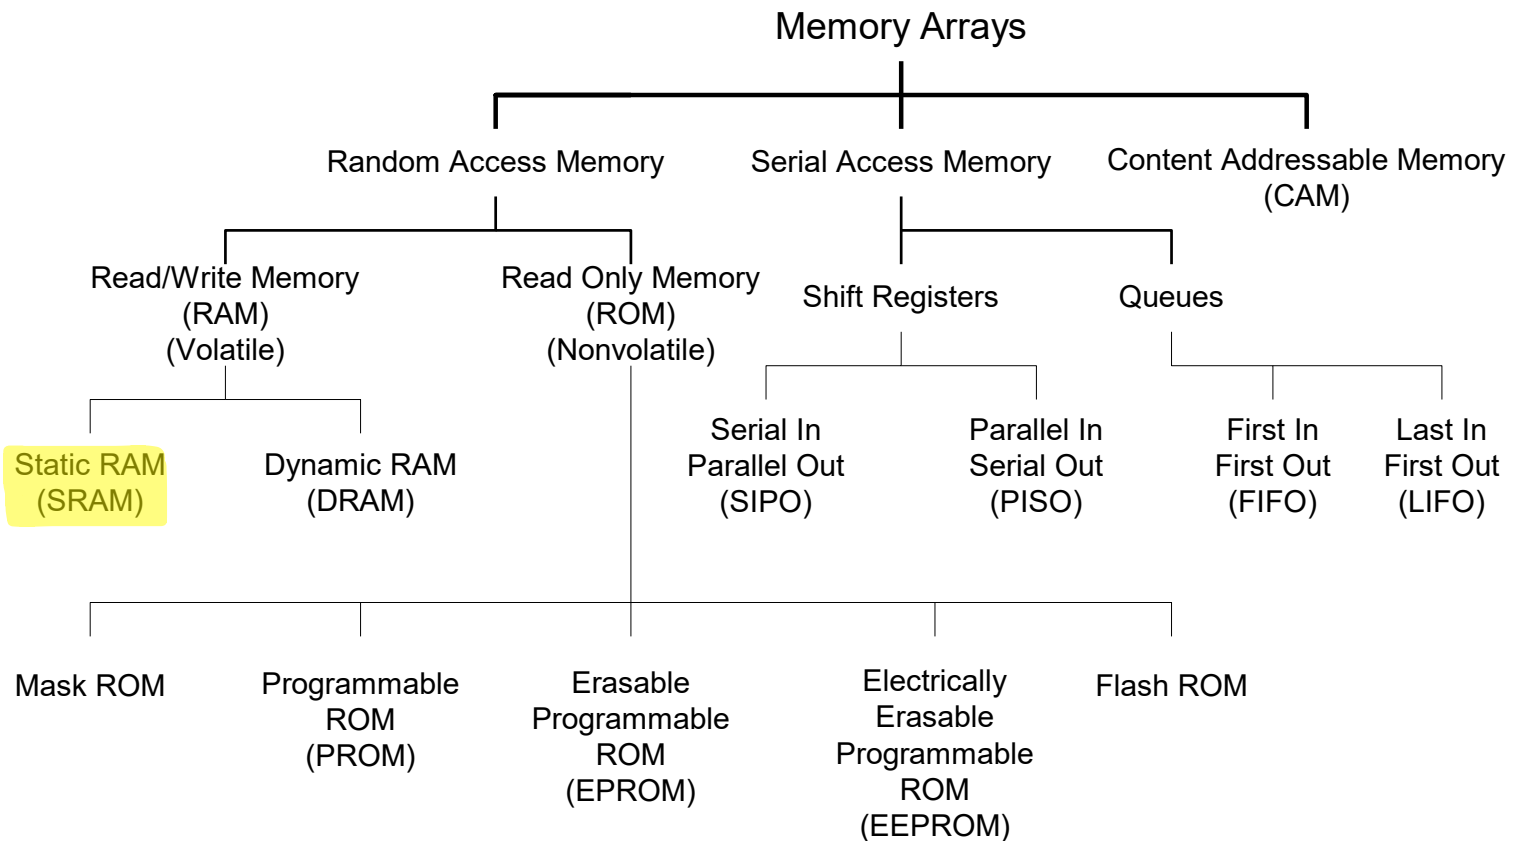 Memory Arrays
Random Access Memory
Serial Access Memory
Content Addressable Memory
(CAM)
Read/Write Memory
(RAM)
(Volatile)
Read Only Memory
(ROM)
(Nonvolatile)
Shift Registers
Queues
Static RAM
(SRAM)
Dynamic RAM
(DRAM)
Serial In
Parallel Out
(SIPO)
Parallel In
Serial Out
(PISO)
First In
First Out
(FIFO)
Last In
First Out
(LIFO)
Mask ROM
Programmable
ROM
(PROM)
Erasable
Programmable
ROM
(EPROM)
Electrically
Erasable
Programmable
ROM
(EEPROM)
Flash ROM